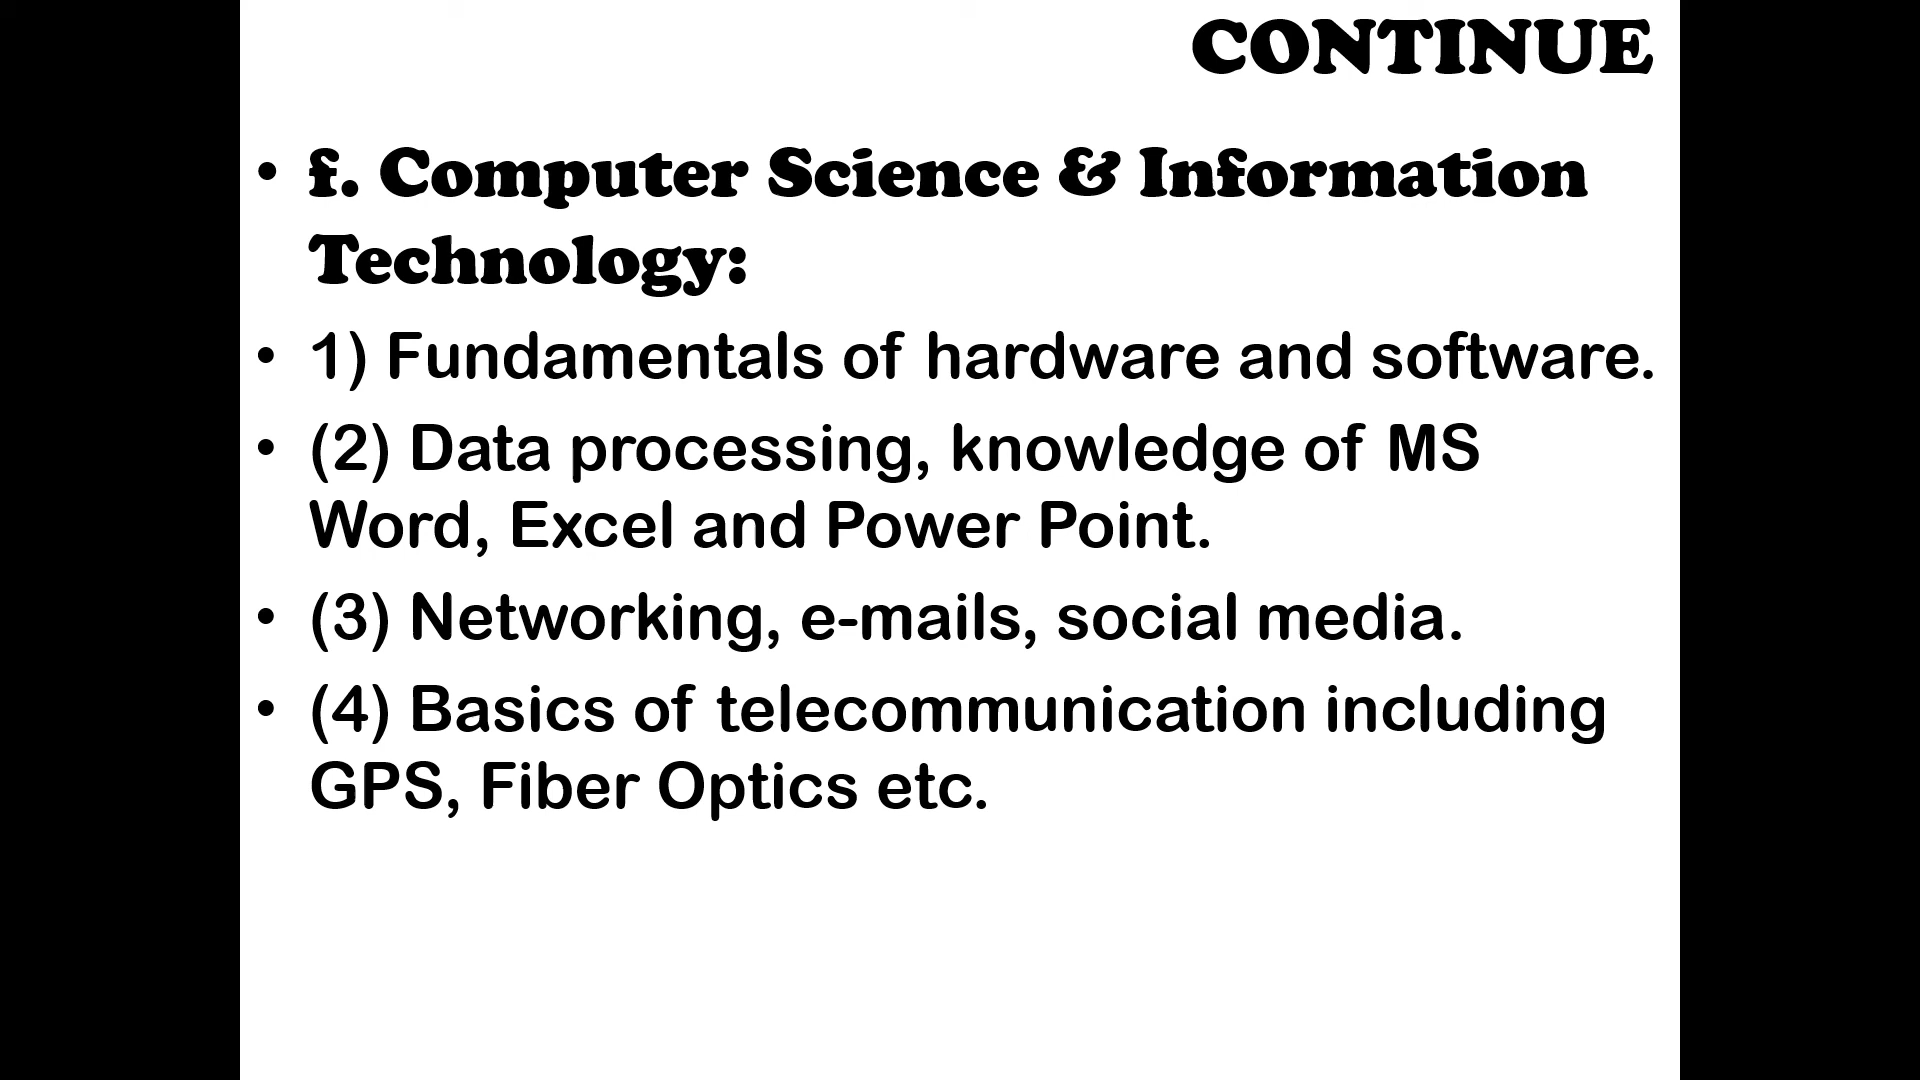 CONTINUE
• f. Computer Science & Information
Technology:
• 1) Fundamentals of hardware and software.
• (2) Data processing, knowledge of MS
Word, Excel and Power Point.
• (3) Networking, e-mails, social media.
• (4) Basics of telecommunication including
GPS, Fiber Optics etc.